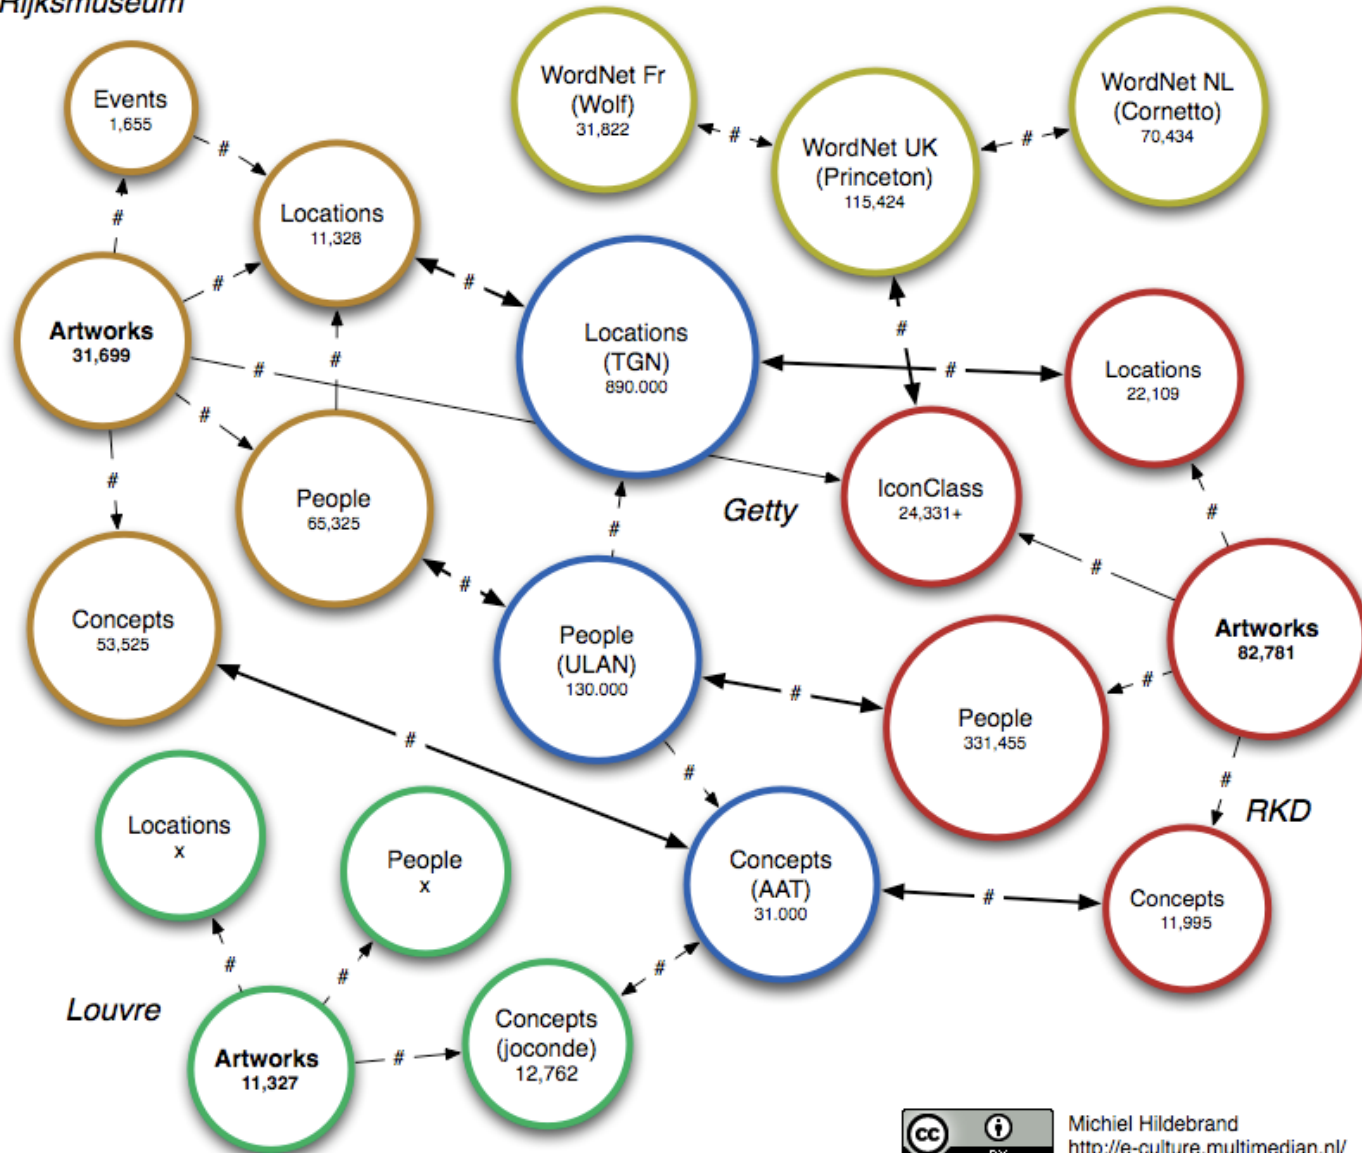 Rijksmuseum
Events
1,655
WordNet Fr
(Wolf)
31,822
WordNet UK
(Princeton)
115,424
WordNet NL
(Cornetto)
70,434
#
#
#
Locations
11,328
#
#
#
Artworks
31,699
#
#
#
#
Locations
(TGN)
890.000
#
#
Locations
22,109
People
65,325
Getty
IconClass
24,331+
#
#
#
#
#
Concepts
53,525
People
(ULAN)
130.000
#
People
331,455
#
Artworks
82,781
#
#
#
RKD
Locations
x
People
x
Concepts
(AAT)
31.000
#
Concepts
11,995
#
#
#
Louvre
Artworks
11,327
#
Concepts
(joconde)
12,762
cc
Michiel Hildebrand
http://e-culture.multimedian.nl/